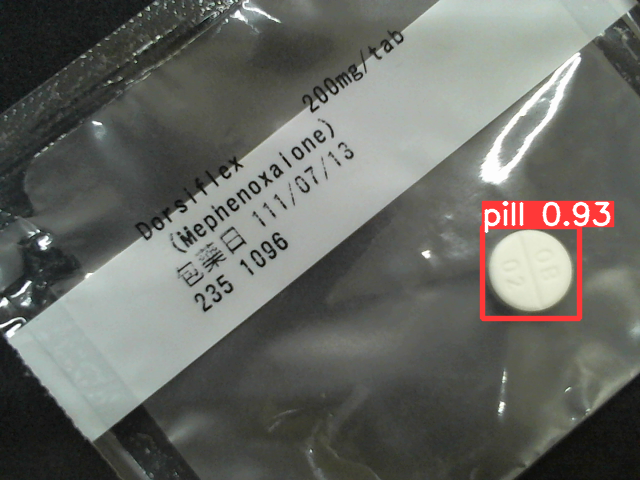 Dorsiflex 200mg/tab
(Mephenoxalone)
包藥日 111/07/13
235 1096
pill 0.93